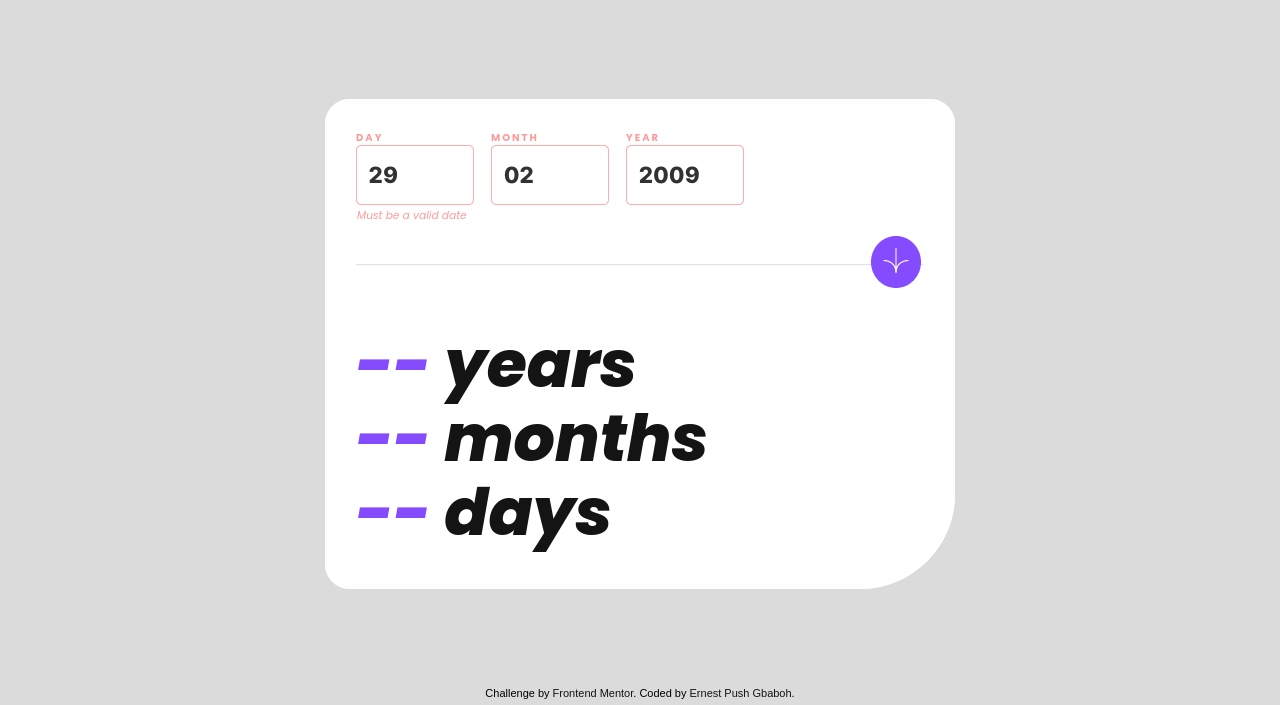 DAY MONTH YEAR
29 02 2009
Must be a valid date
-- years
-- months
-- days
Challenge by Frontend Mentor. Coded by Ernest Push Gbaboh.